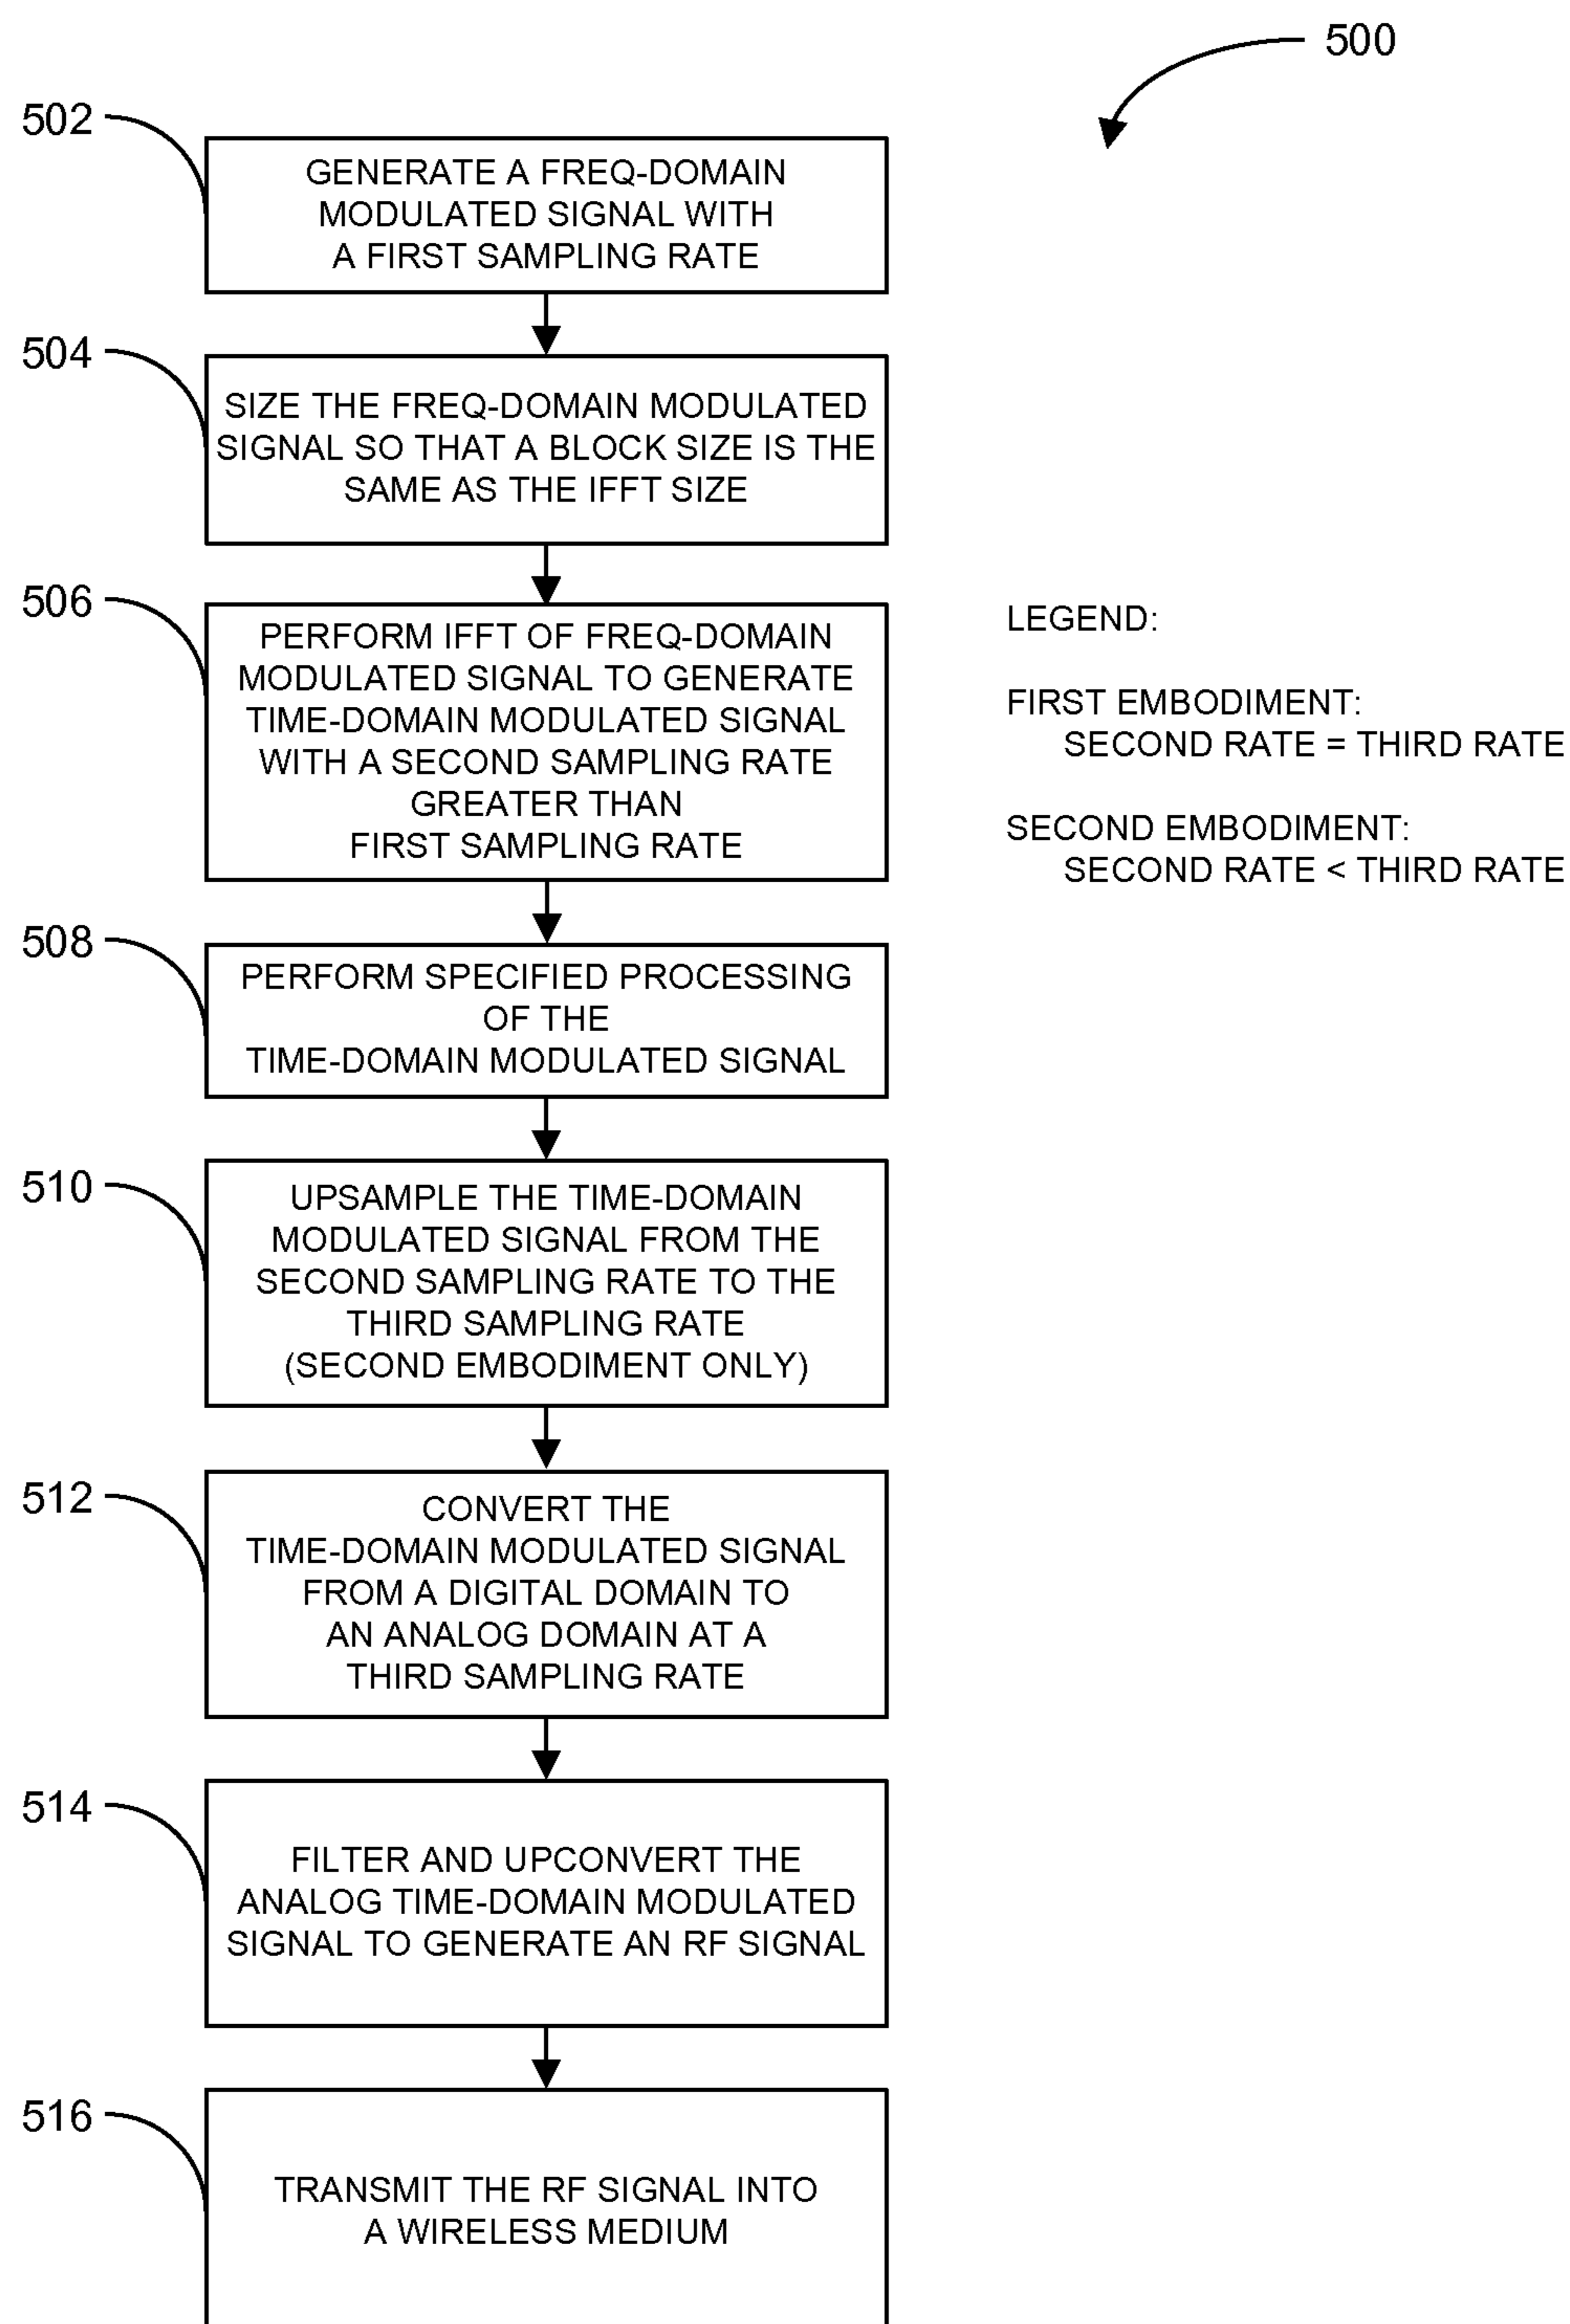 500
502
GENERATE A FREQ-DOMAIN
MODULATED SIGNAL WITH
A FIRST SAMPLING RATE
504
SIZE THE FREQ-DOMAIN MODULATED
SIGNAL SO THAT A BLOCK SIZE IS THE
SAME AS THE IFFT SIZE
506
PERFORM IFFT OF FREQ-DOMAIN
MODULATED SIGNAL TO GENERATE
TIME-DOMAIN MODULATED SIGNAL
WITH A SECOND SAMPLING RATE
GREATER THAN
FIRST SAMPLING RATE
LEGEND:
FIRST EMBODIMENT:
SECOND RATE = THIRD RATE
SECOND EMBODIMENT:
SECOND RATE < THIRD RATE
508
PERFORM SPECIFIED PROCESSING
OF THE
TIME-DOMAIN MODULATED SIGNAL
510
UPSAMPLE THE TIME-DOMAIN
MODULATED SIGNAL FROM THE
SECOND SAMPLING RATE TO THE
THIRD SAMPLING RATE
(SECOND EMBODIMENT ONLY)
512
CONVERT THE
TIME-DOMAIN MODULATED SIGNAL
FROM A DIGITAL DOMAIN TO
AN ANALOG DOMAIN AT A
THIRD SAMPLING RATE
514
FILTER AND UPCONVERT THE
ANALOG TIME-DOMAIN MODULATED
SIGNAL TO GENERATE AN RF SIGNAL
516
TRANSMIT THE RF SIGNAL INTO
A WIRELESS MEDIUM